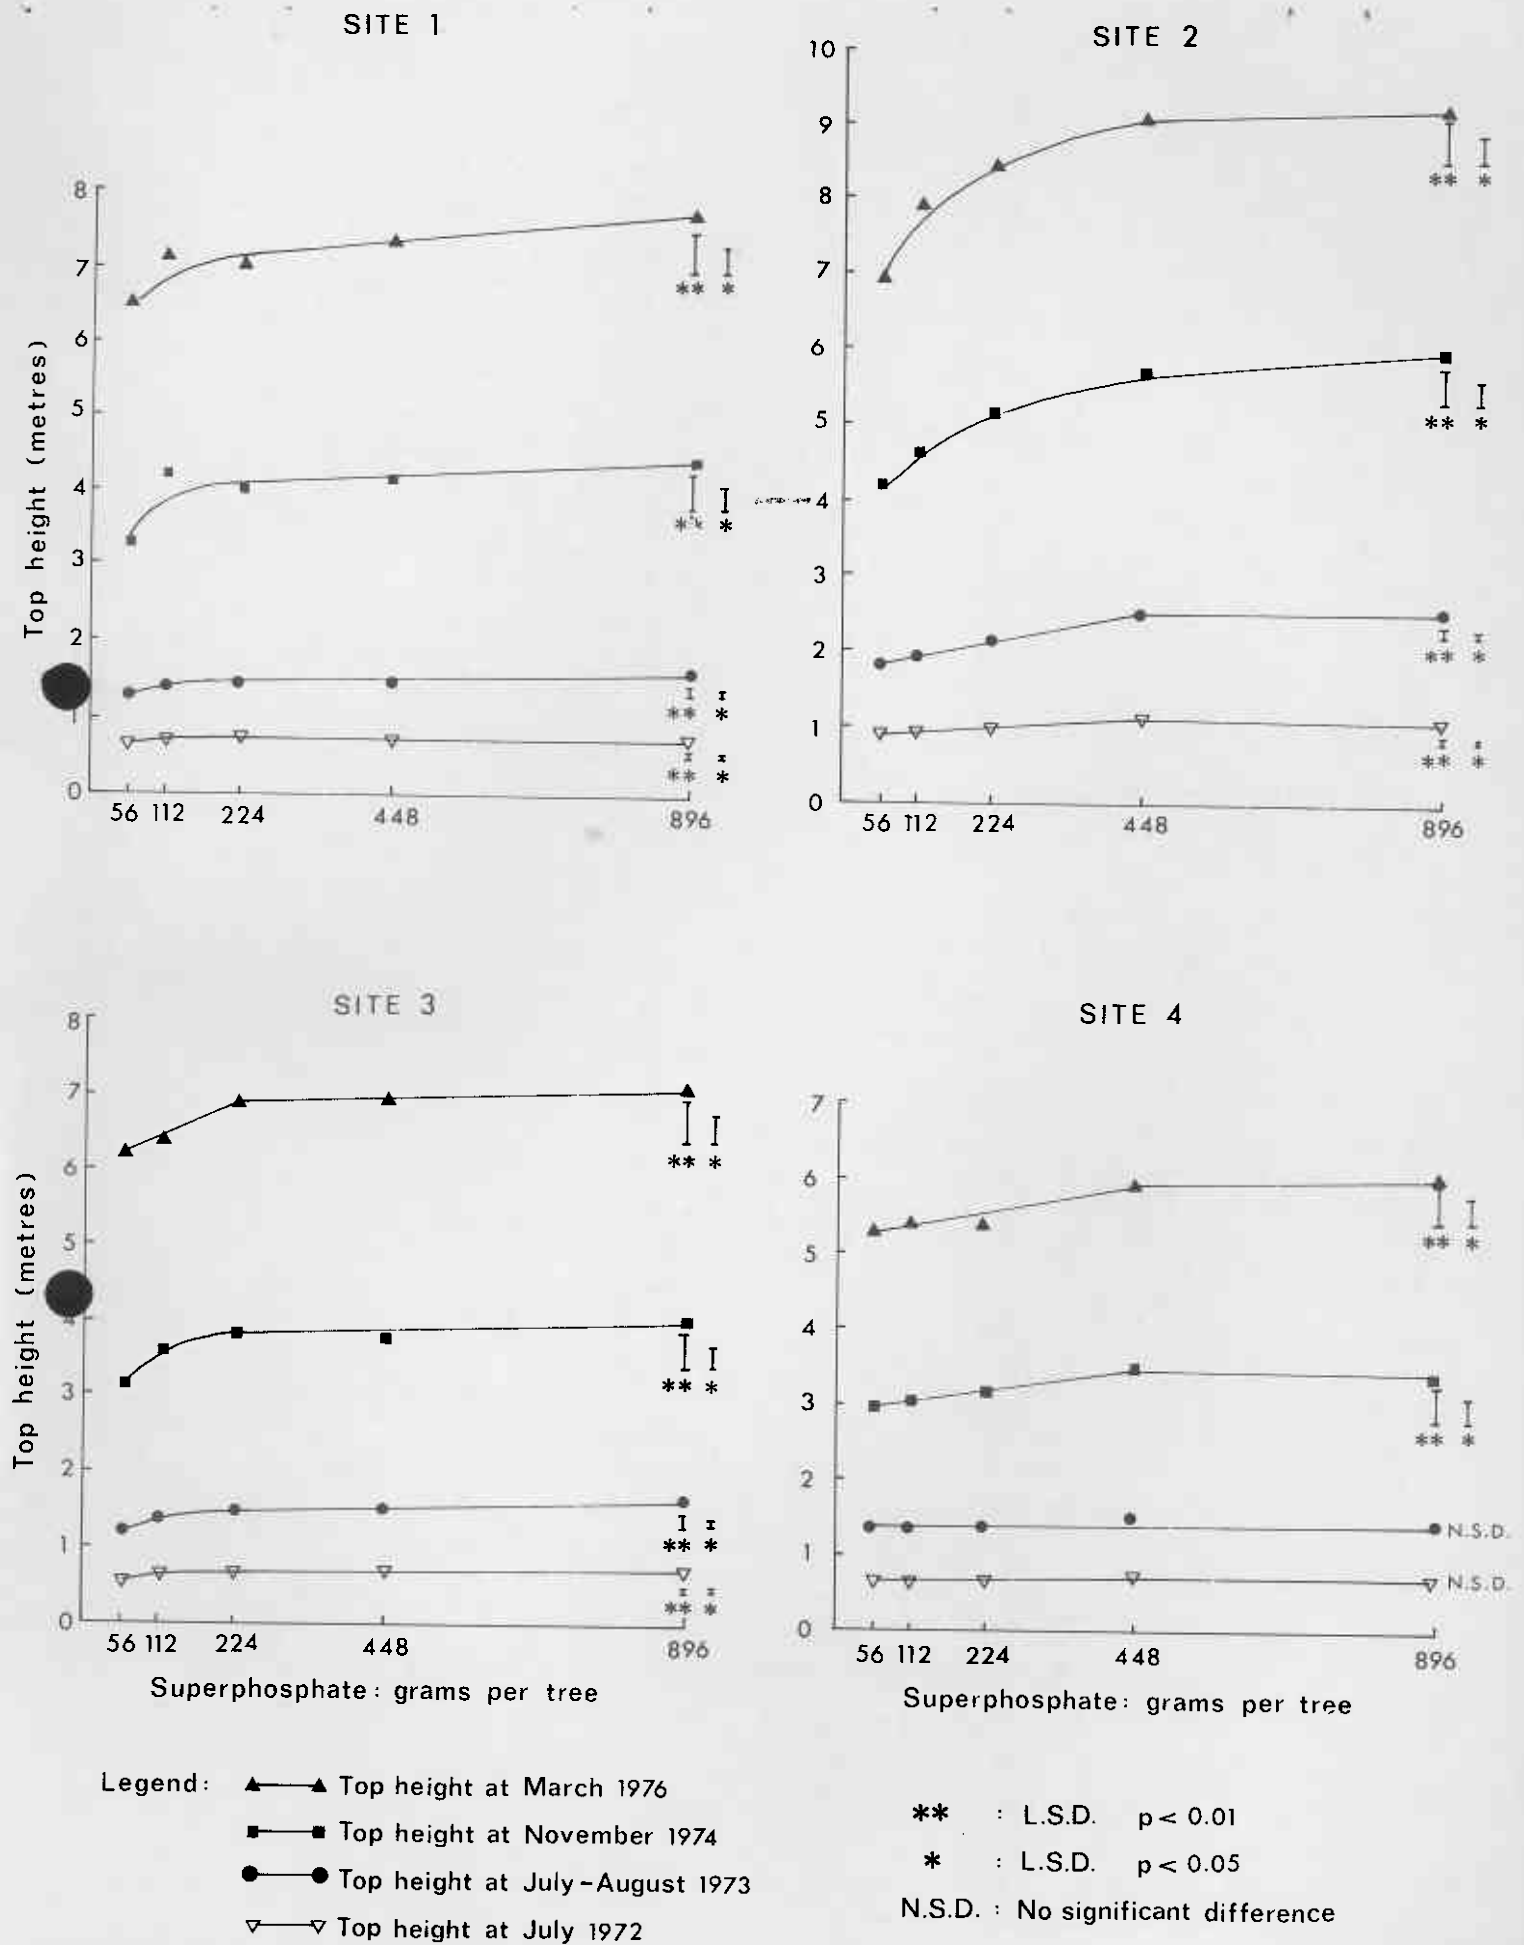 SITE 1
8
7
6
5
4
3
2
1
0
Top height (metres)
** *
** *
** *
** *
56 112 224 448 896
SITE 2
10
9
8
7
6
5
4
3
2
1
0
** *
** *
** *
** *
56 112 224 448 896
SITE 3
8
7
6
5
4
3
2
1
0
Top height (metres)
** *
** *
** *
** *
56 112 224 448 896
Superphosphate: grams per tree
SITE 4
7
6
5
4
3
2
1
0
** *
** *
N.S.D.
N.S.D.
56 112 224 448 896
Superphosphate: grams per tree
Legend: Top height at March 1976
Top height at November 1974
Top height at July-August 1973
Top height at July 1972
** : L.S.D. p < 0.01
* : L.S.D. p < 0.05
N.S.D. : No significant difference